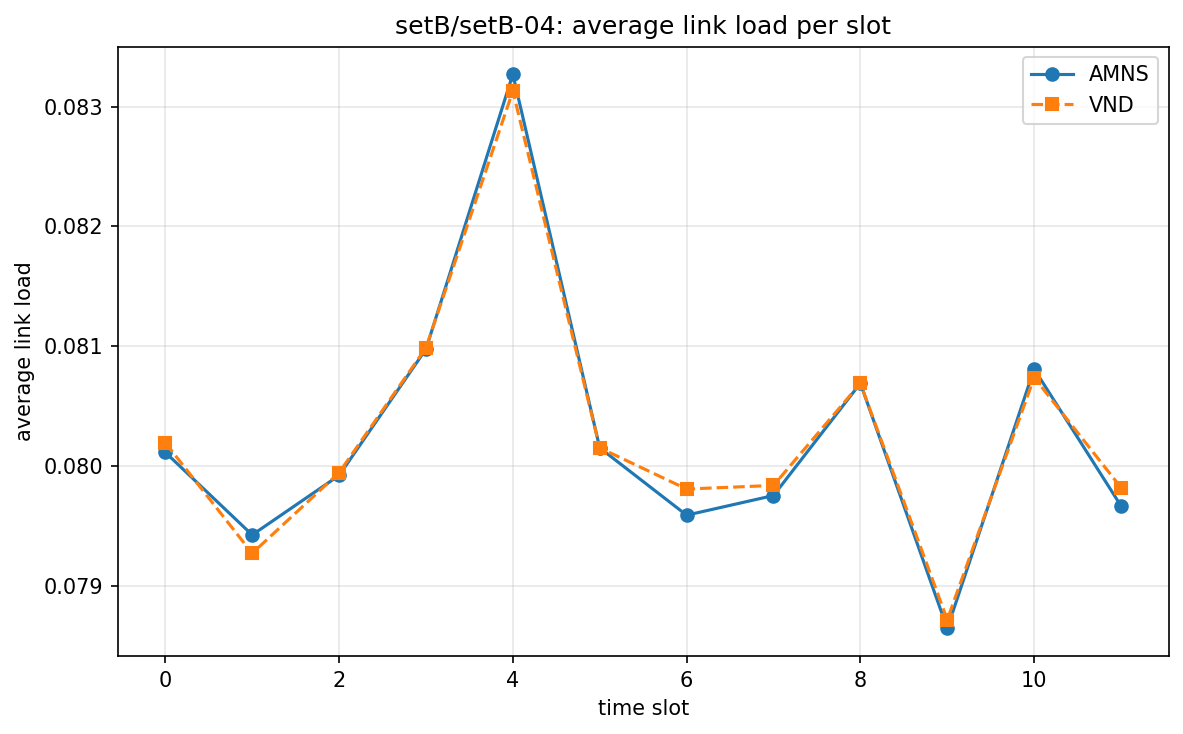 setB/setB-04: average link load per slot
AMNS
VND
average link load
0.083
0.082
0.081
0.080
0.079
0 2 4 6 8 10
time slot